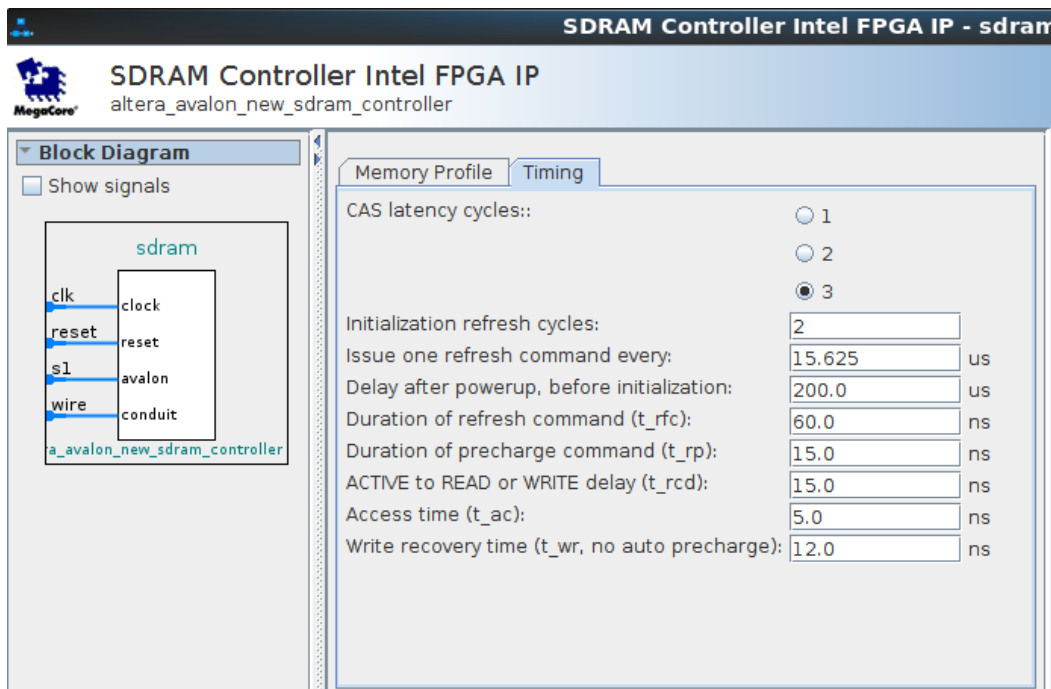 SDRAM Controller Intel FPGA IP - sdram
SDRAM Controller Intel FPGA IP
altera_avalon_new_sdram_controller
MegaCore®
Block Diagram
Show signals
sdram
clk
clock
reset
reset
s1
avalon
wire
conduit
ra_avalon_new_sdram_controller
Memory Profile Timing
CAS latency cycles::
1
2
3
Initialization refresh cycles: 2
Issue one refresh command every: 15.625 us
Delay after powerup, before initialization: 200.0 us
Duration of refresh command (t_rfc): 60.0 ns
Duration of precharge command (t_rp): 15.0 ns
ACTIVE to READ or WRITE delay (t_rcd): 15.0 ns
Access time (t_ac): 5.0 ns
Write recovery time (t_wr, no auto precharge): 12.0 ns